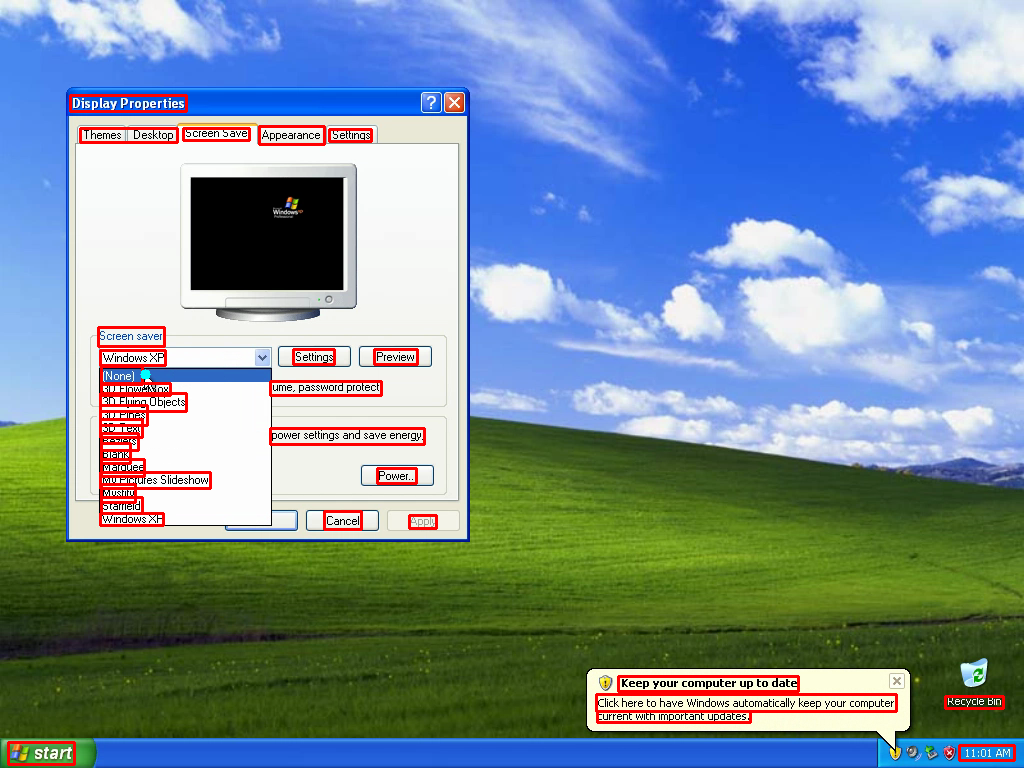 Display Properties
Themes Desktop Screen Save Appearance Settings
Windows XP
Screen saver
Windows XP Settings Preview
(None)
3D FlowerBox
ume, password protect
3D Flying Objects
3D Pipes
3D Text
Beziers
power settings and save energy,
Blank
Marquee
My Pictures Slideshow
Power..
Mystify
Starfield
Windows XP
Cancel Apply
Keep your computer up to date
Click here to have Windows automatically keep your computer
current with important updates.
Recycle Bin
start
11:01 AM